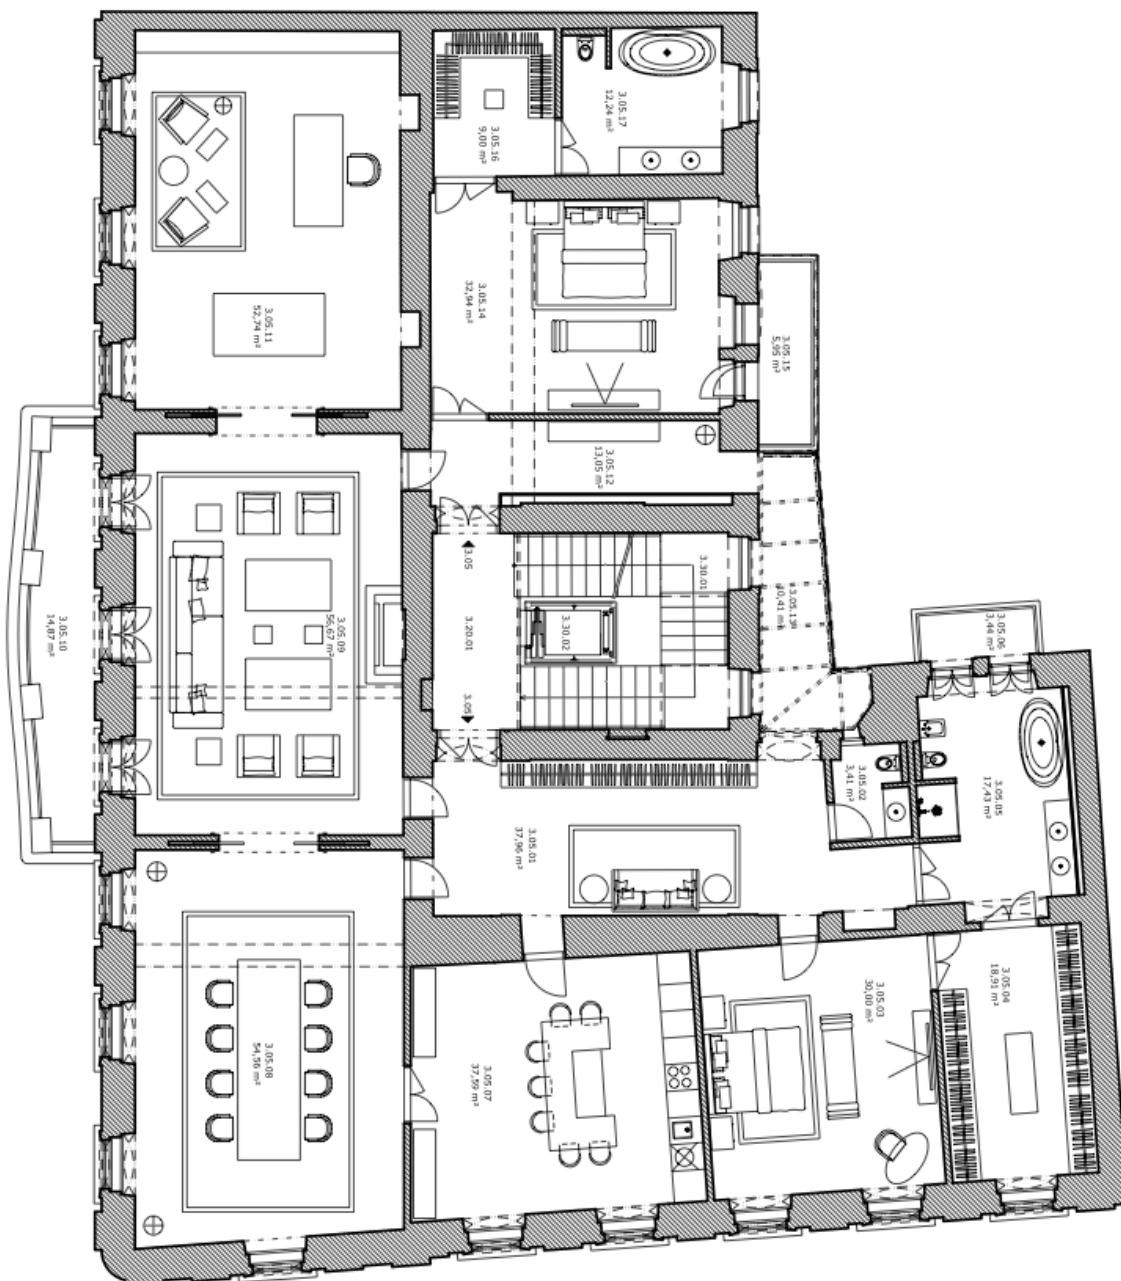 3.05.17
12,24 m²
3.05.16
9,00 m²
3.05.14
32,94 m²
3.05.11
52,74 m²
3.05.15
5,95 m²
3.05.12
13,05 m²
3.05
3.30.01
3.05.13
10,41 m²
3.20.01
3.30.02
3.05.06
3,44 m²
3.05.10
14,87 m²
3.05.09
56,67 m²
3.05
3.05.02
3,41 m²
3.05.05
17,43 m²
3.05.01
37,96 m²
3.05.04
18,91 m²
3.05.03
30,00 m²
3.05.08
54,56 m²
3.05.07
37,59 m²